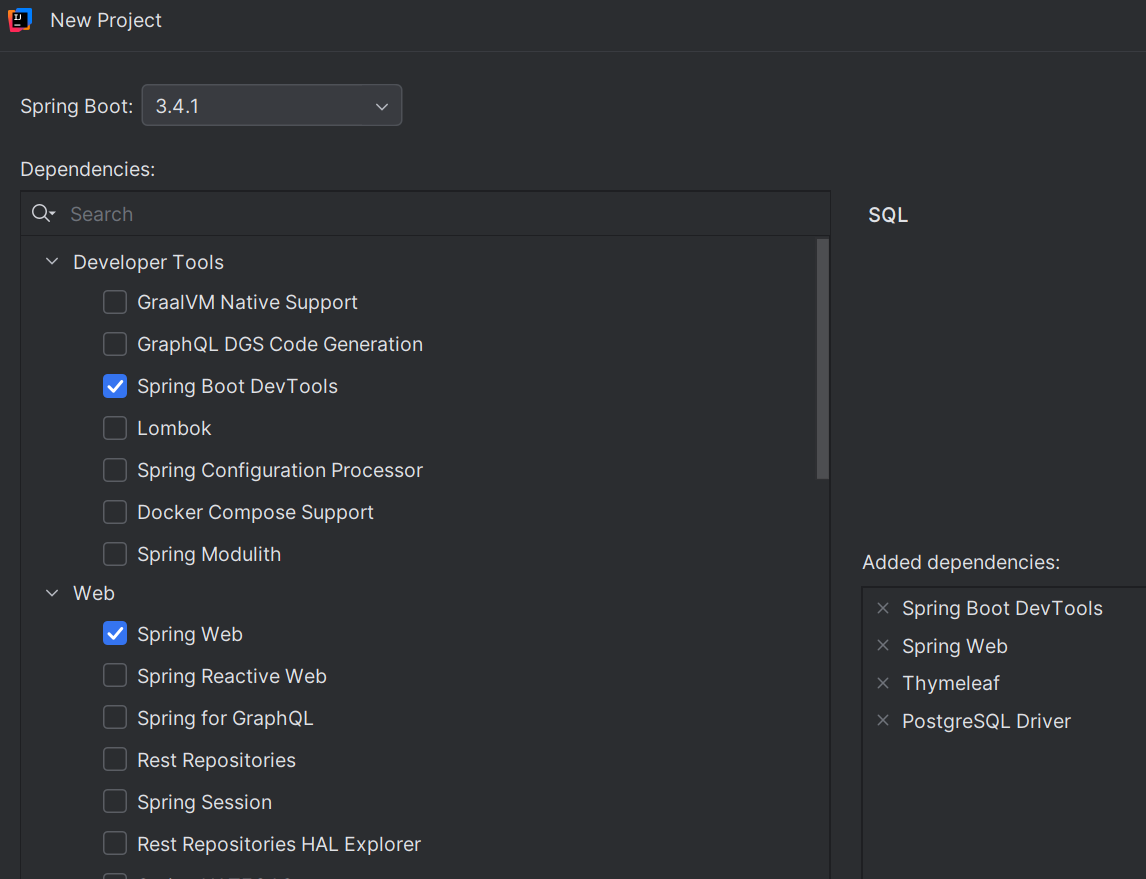 New Project
Spring Boot: 3.4.1
Dependencies:
Search
Developer Tools
GraalVM Native Support
GraphQL DGS Code Generation
Spring Boot DevTools
Lombok
Spring Configuration Processor
Docker Compose Support
Spring Modulith
Web
Spring Web
Spring Reactive Web
Spring for GraphQL
Rest Repositories
Spring Session
Rest Repositories HAL Explorer
SQL
Added dependencies:
Spring Boot DevTools
Spring Web
Thymeleaf
PostgreSQL Driver